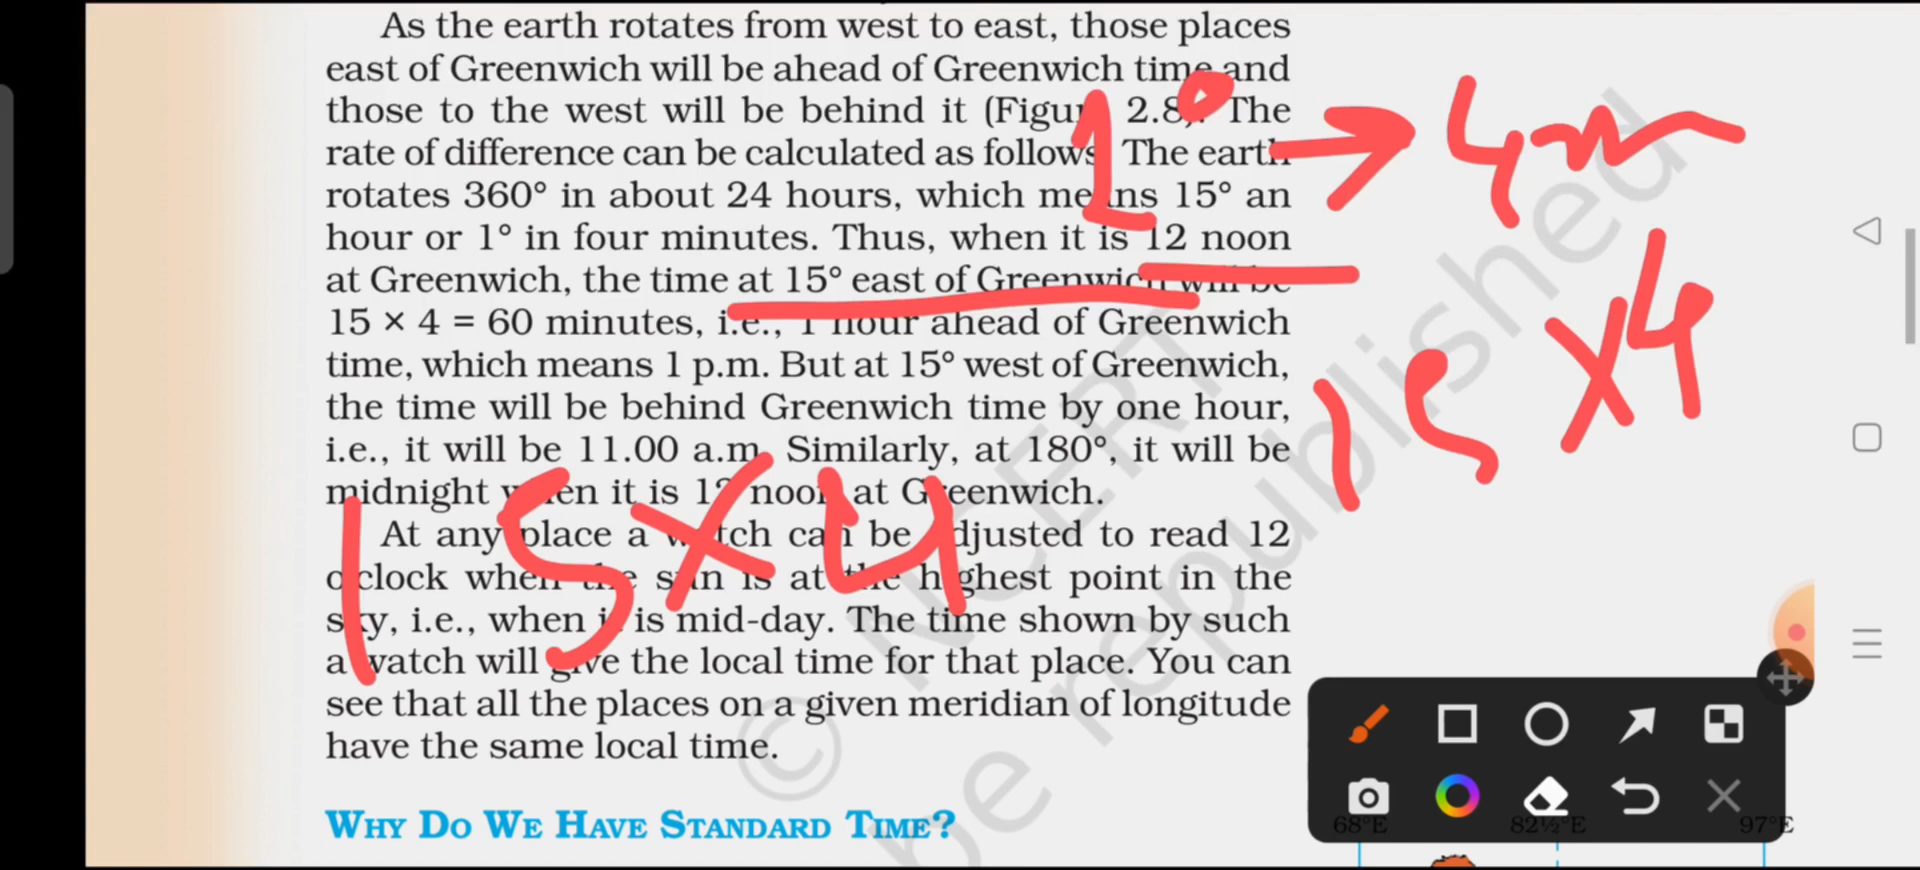 As the earth rotates from west to east, those places
east of Greenwich will be ahead of Greenwich time and
those to the west will be behind it (Figure 2.8). The
rate of difference can be calculated as follows. The earth
rotates 360° in about 24 hours, which means 15° an
hour or 1° in four minutes. Thus, when it is 12 noon
at Greenwich, the time at 15° east of Greenwich will be
15 × 4 = 60 minutes, i.e., 1 hour ahead of Greenwich
time, which means 1 p.m. But at 15° west of Greenwich,
the time will be behind Greenwich time by one hour,
i.e., it will be 11.00 a.m. Similarly, at 180°, it will be
midnight when it is 12 noon at Greenwich.
At any place a watch can be adjusted to read 12
o'clock when the sun is at the highest point in the
sky, i.e., when it is mid-day. The time shown by such
a watch will give the local time for that place. You can
see that all the places on a given meridian of longitude
have the same local time.
WHY DO WE HAVE STANDARD TIME?
1° → 4m
15 × 4
15 × 4
© NCERT
be republished
68°E 82½°E 97°E